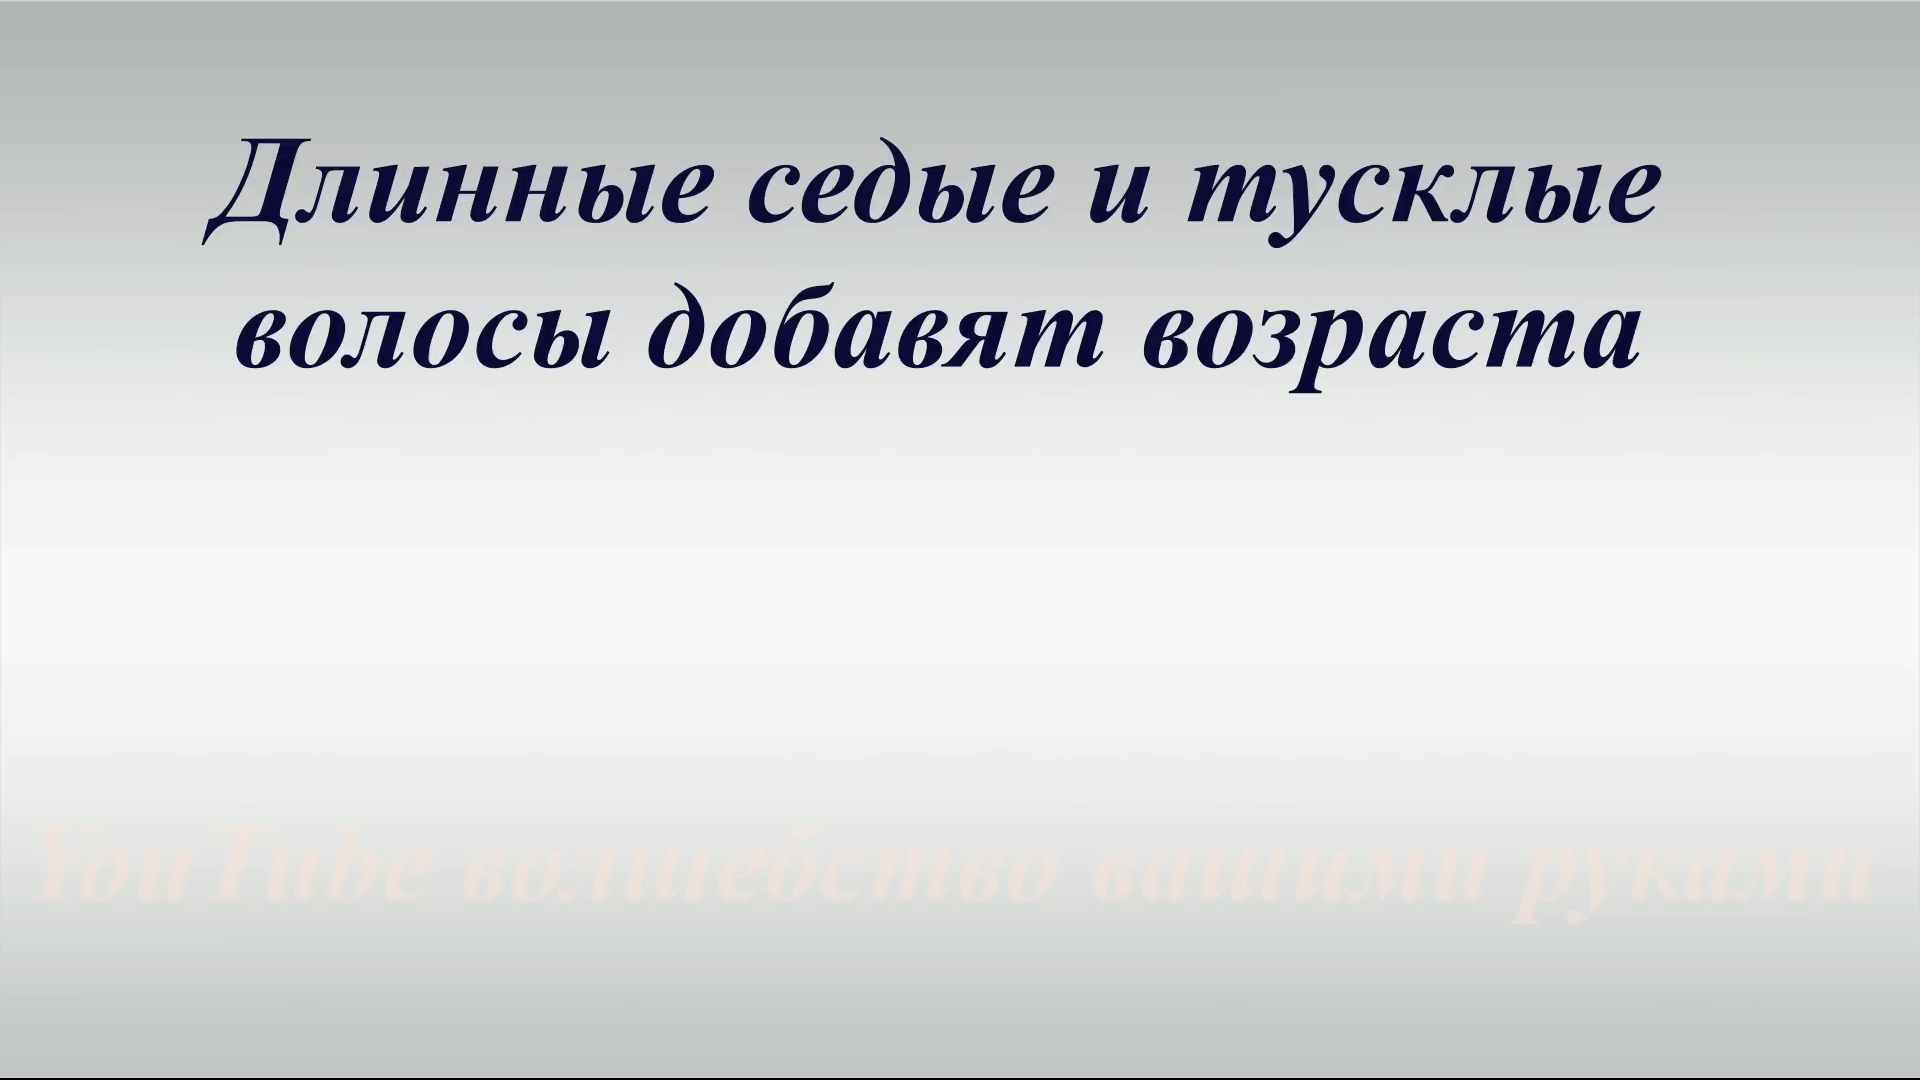 Длинные седые и тусклые
волосы добавят возраста
YouTube волшебство вашими руками